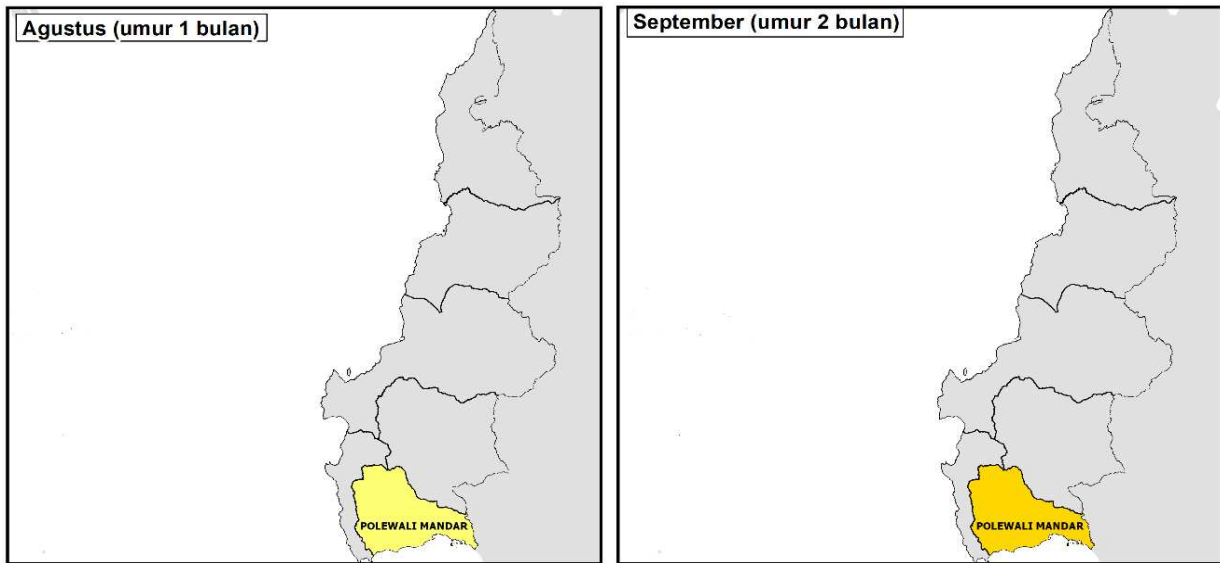 Agustus (umur 1 bulan)
September (umur 2 bulan)
POLEWALI MANDAR
POLEWALI MANDAR